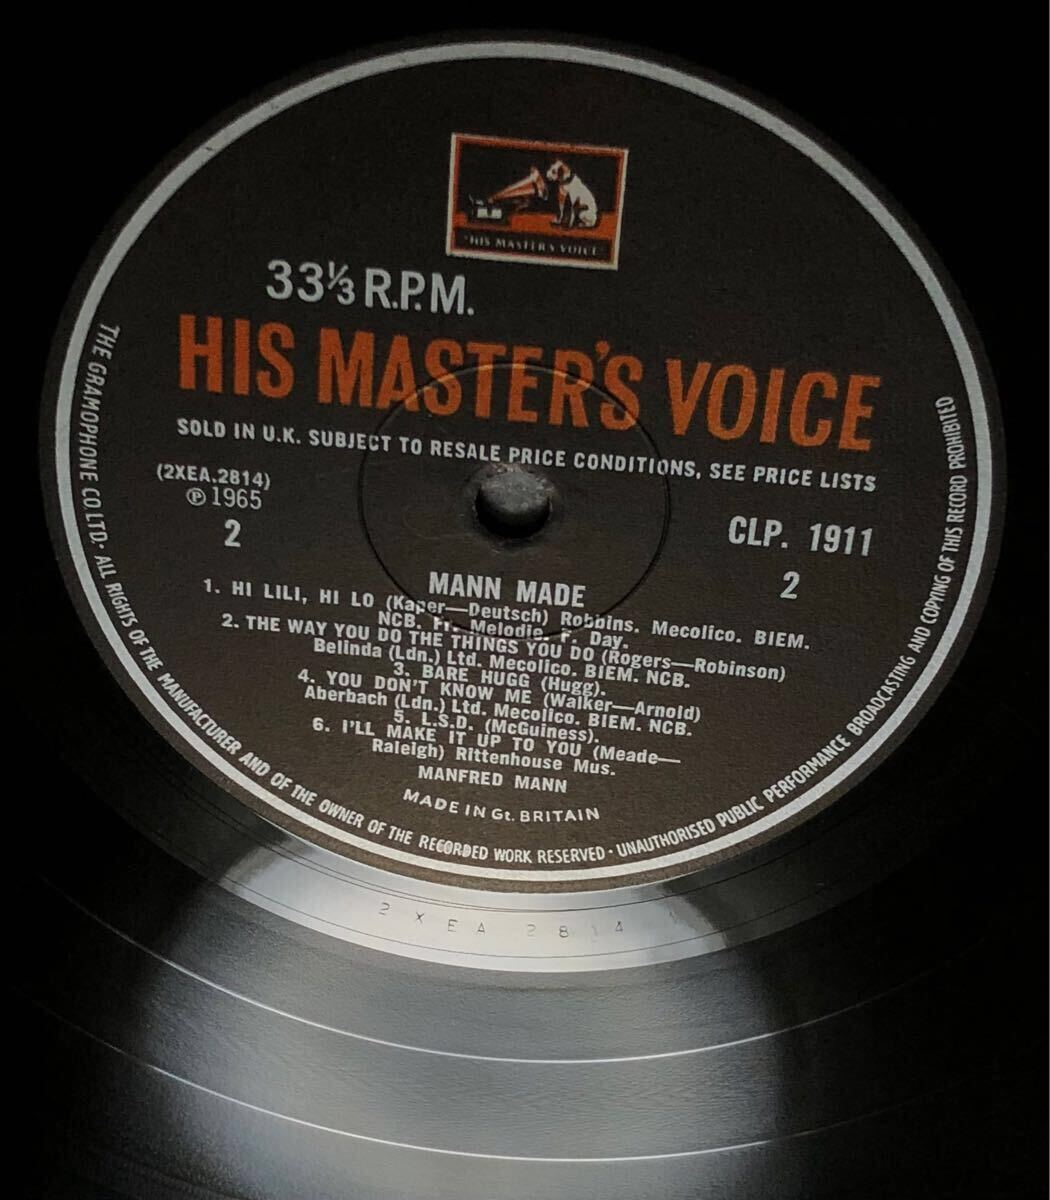 "HIS MASTER'S VOICE"
33⅓ R.P.M.
HIS MASTER'S VOICE
SOLD IN U.K. SUBJECT TO RESALE PRICE CONDITIONS, SEE PRICE LISTS
(2XEA.2814)
℗ 1965
2
CLP. 1911
2
MANN MADE
1. HI LILI, HI LO (Kaper—Deutsch) Robbins. Mecolico. BIEM.
NCB. Fr. Melodie. F. Day.
2. THE WAY YOU DO THE THINGS YOU DO (Rogers—Robinson)
Belinda (Ldn.) Ltd. Mecolico. BIEM. NCB.
3. BARE HUGG (Hugg).
4. YOU DON'T KNOW ME (Walker—Arnold)
Aberbach (Ldn.) Ltd. Mecolico. BIEM. NCB.
5. L.S.D. (McGuiness).
6. I'LL MAKE IT UP TO YOU (Meade—
Raleigh) Rittenhouse Mus.
MANFRED MANN
MADE IN Gt. BRITAIN
THE GRAMOPHONE CO. LTD. · ALL RIGHTS OF THE MANUFACTURER AND OF THE OWNER OF THE RECORDED WORK RESERVED · UNAUTHORISED PUBLIC PERFORMANCE BROADCASTING AND COPYING OF THIS RECORD PROHIBITED
2XEA 2814